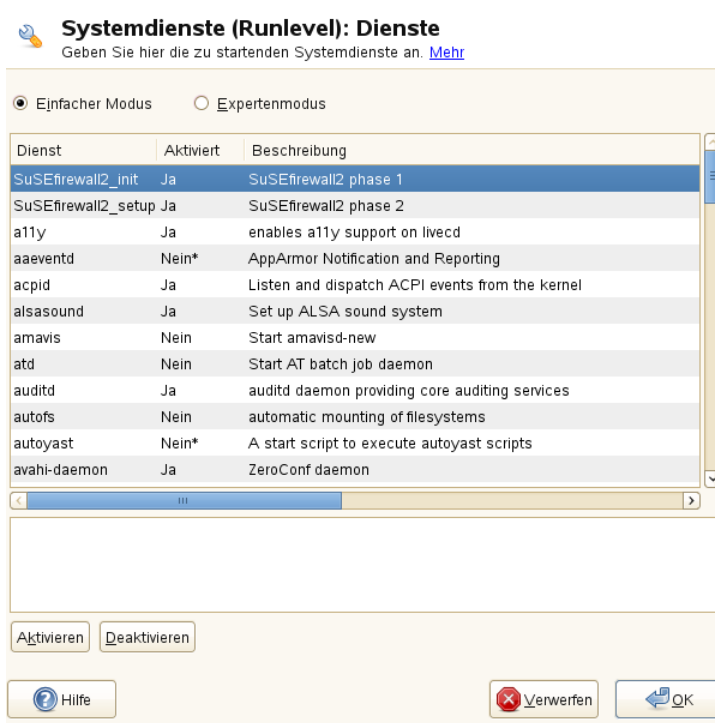 Systemdienste (Runlevel): Dienste
Geben Sie hier die zu startenden Systemdienste an. Mehr
Einfacher Modus Expertenmodus
Dienst Aktiviert Beschreibung
SuSEfirewall2_init Ja SuSEfirewall2 phase 1
SuSEfirewall2_setup Ja SuSEfirewall2 phase 2
a11y Ja enables a11y support on livecd
aaeventd Nein* AppArmor Notification and Reporting
acpid Ja Listen and dispatch ACPI events from the kernel
alsasound Ja Set up ALSA sound system
amavis Nein Start amavisd-new
atd Nein Start AT batch job daemon
auditd Ja auditd daemon providing core auditing services
autofs Nein automatic mounting of filesystems
autoyast Nein* A start script to execute autoyast scripts
avahi-daemon Ja ZeroConf daemon
Aktivieren Deaktivieren
Hilfe Verwerfen OK